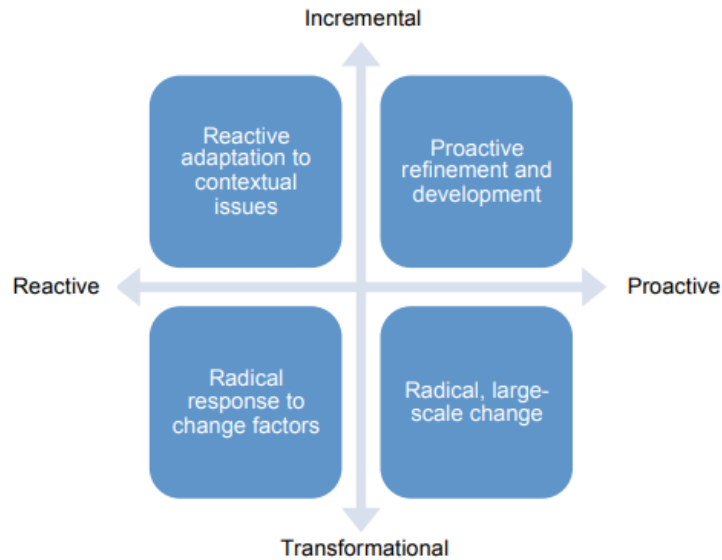 Incremental
Reactive
adaptation to
contextual
issues
Proactive
refinement and
development
Reactive
Proactive
Radical
response to
change factors
Radical, large-
scale change
Transformational